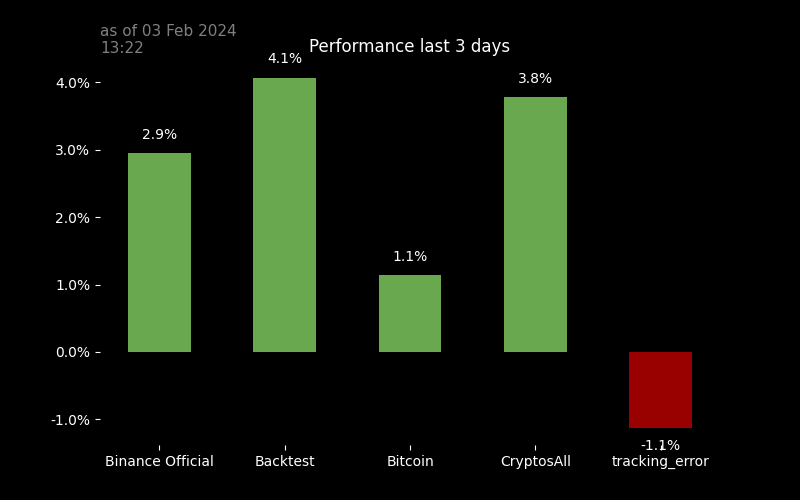 as of 03 Feb 2024
13:22
Performance last 3 days
4.0%
3.0%
2.0%
1.0%
0.0%
-1.0%
2.9%
4.1%
1.1%
3.8%
-1.1%
Binance Official
Backtest
Bitcoin
CryptosAll
tracking_error